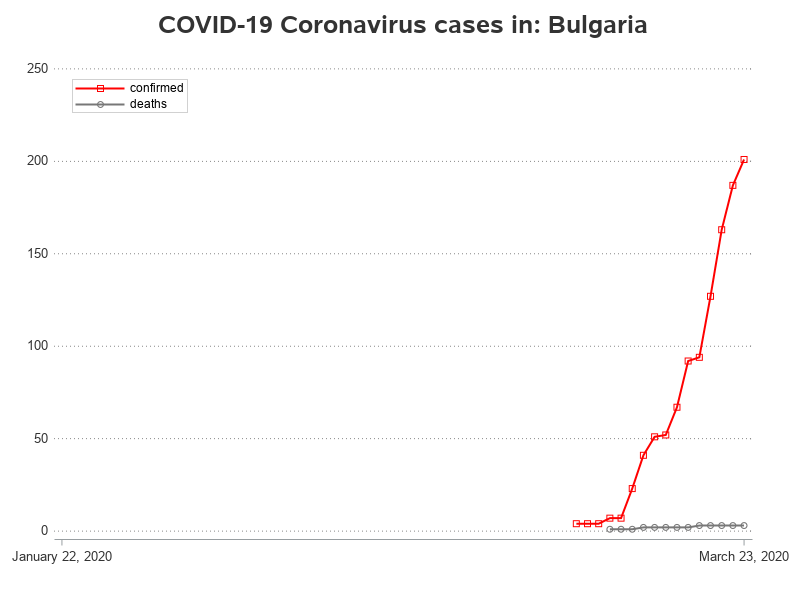 COVID-19 Coronavirus cases in: Bulgaria
250
confirmed
deaths
200
150
100
50
0
January 22, 2020
March 23, 2020